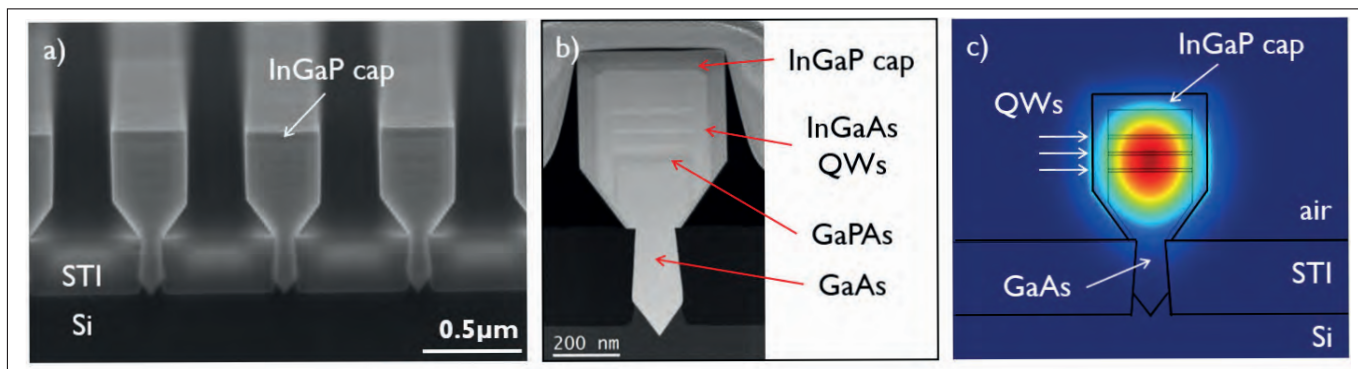 a)
InGaP cap
STI
Si
0.5µm
b)
InGaP cap
InGaAs
QWs
GaPAs
GaAs
200 nm
c)
InGaP cap
QWs
air
GaAs
STI
Si